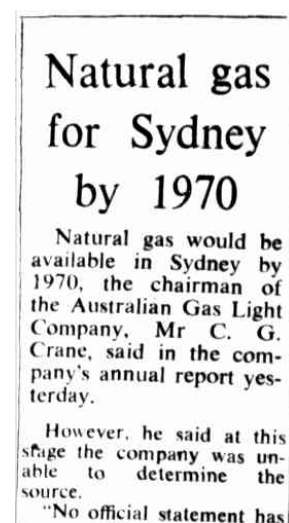 Natural gas
for Sydney
by 1970
Natural gas would be
available in Sydney by
1970, the chairman of
the Australian Gas Light
Company, Mr C. G.
Crane, said in the com-
pany's annual report yes-
terday.
However, he said at this
stage the company was un-
able to determine the
source.
"No official statement has